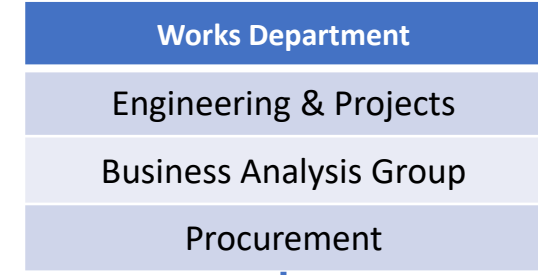 Works Department
Engineering & Projects
Business Analysis Group
Procurement